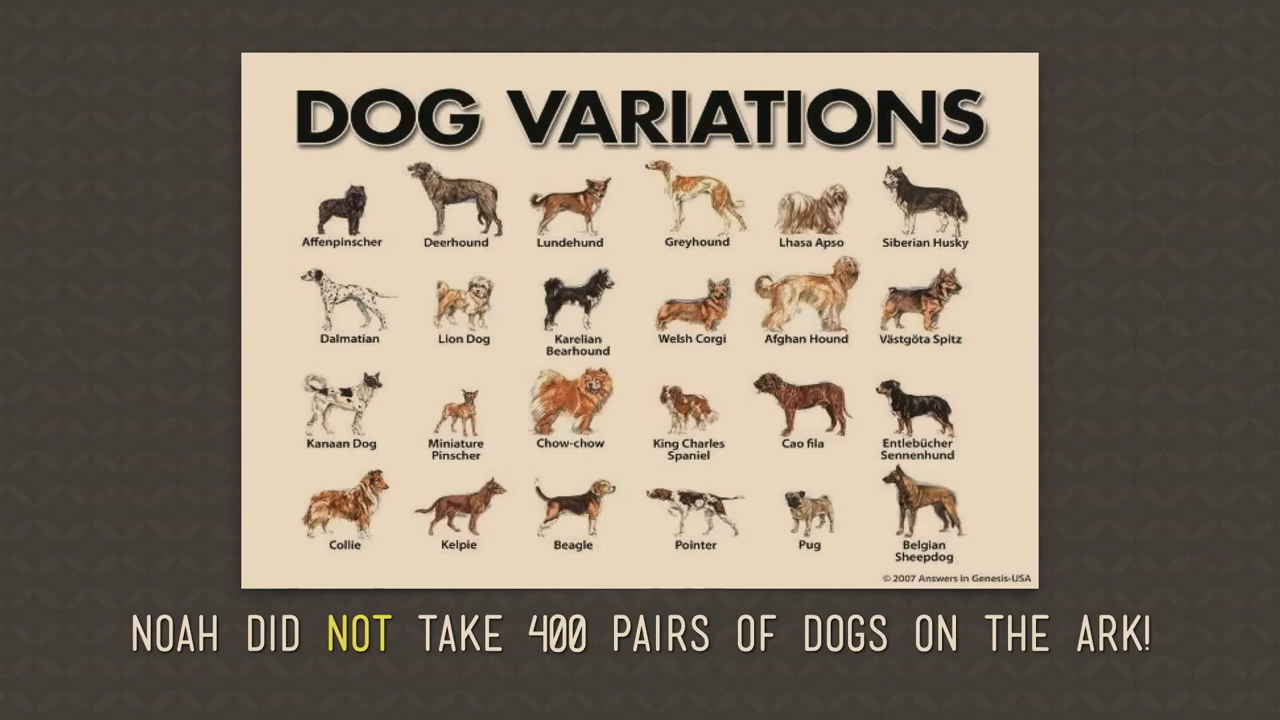 DOG VARIATIONS
Affenpinscher Deerhound Lundehund Greyhound Lhasa Apso Siberian Husky
Dalmatian Lion Dog Karelian Bearhound Welsh Corgi Afghan Hound Västgöta Spitz
Kanaan Dog Miniature Pinscher Chow-chow King Charles Spaniel Cao fila Entlebücher Sennenhund
Collie Kelpie Beagle Pointer Pug Belgian Sheepdog
© 2007 Answers in Genesis-USA
NOAH DID NOT TAKE 400 PAIRS OF DOGS ON THE ARK!